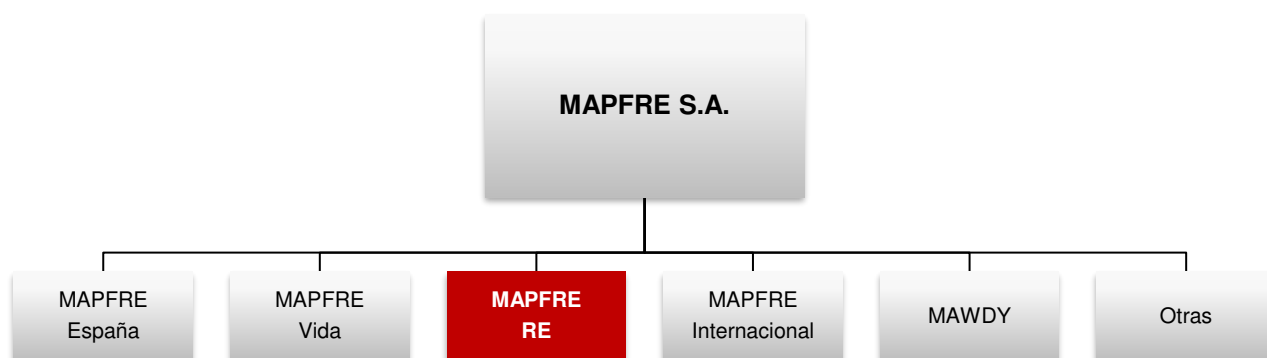 MAPFRE S.A.
MAPFRE
España
MAPFRE
Vida
MAPFRE
RE
MAPFRE
Internacional
MAWDY
Otras